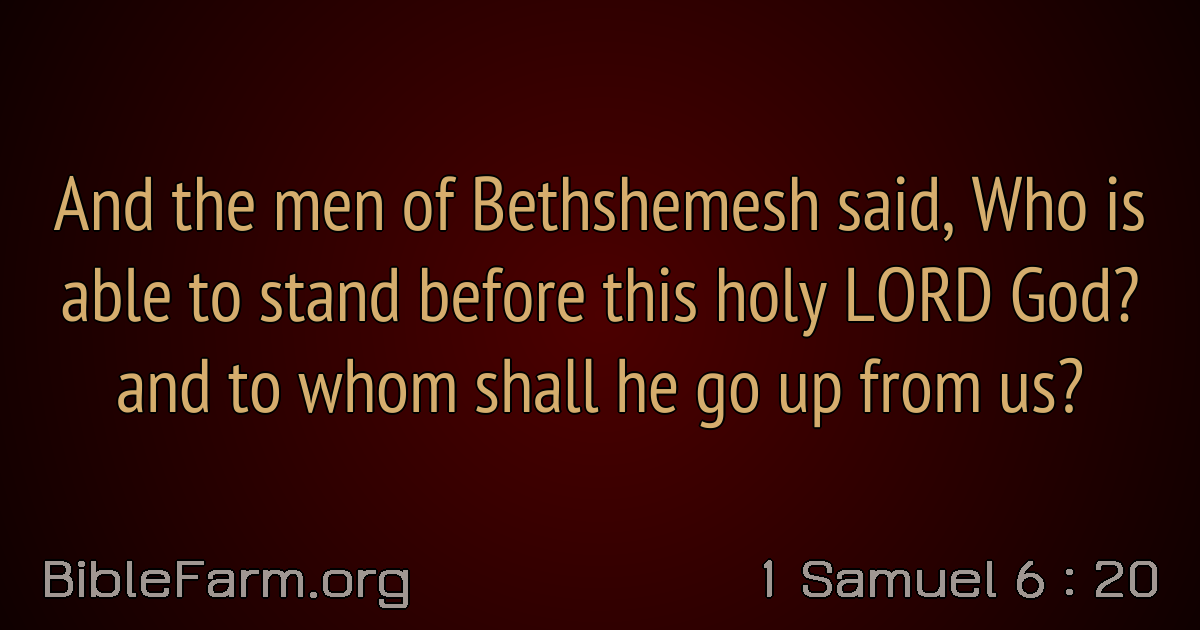 And the men of Bethshemesh said, Who is
able to stand before this holy LORD God?
and to whom shall he go up from us?
BibleFarm.org
1 Samuel 6 : 20